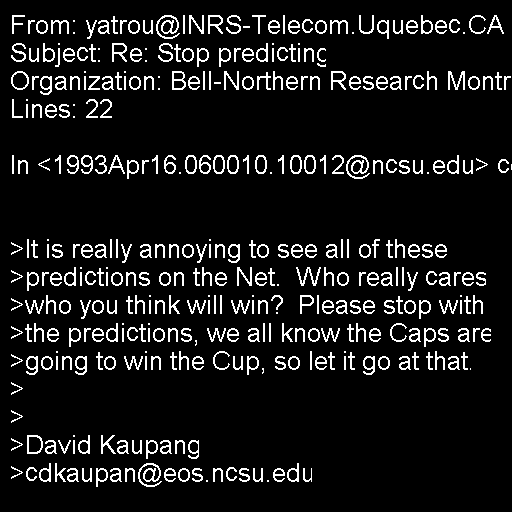 From: yatrou@INRS-Telecom.Uquebec.CA
Subject: Re: Stop predicting
Organization: Bell-Northern Research Montr
Lines: 22
In <1993Apr16.060010.10012@ncsu.edu>
>It is really annoying to see all of these
>predictions on the Net.  Who really cares
>who you think will win?  Please stop with
>the predictions, we all know the Caps are
>going to win the Cup, so let it go at that.
>
>
>David Kaupang
>cdkaupan@eos.ncsu.edu